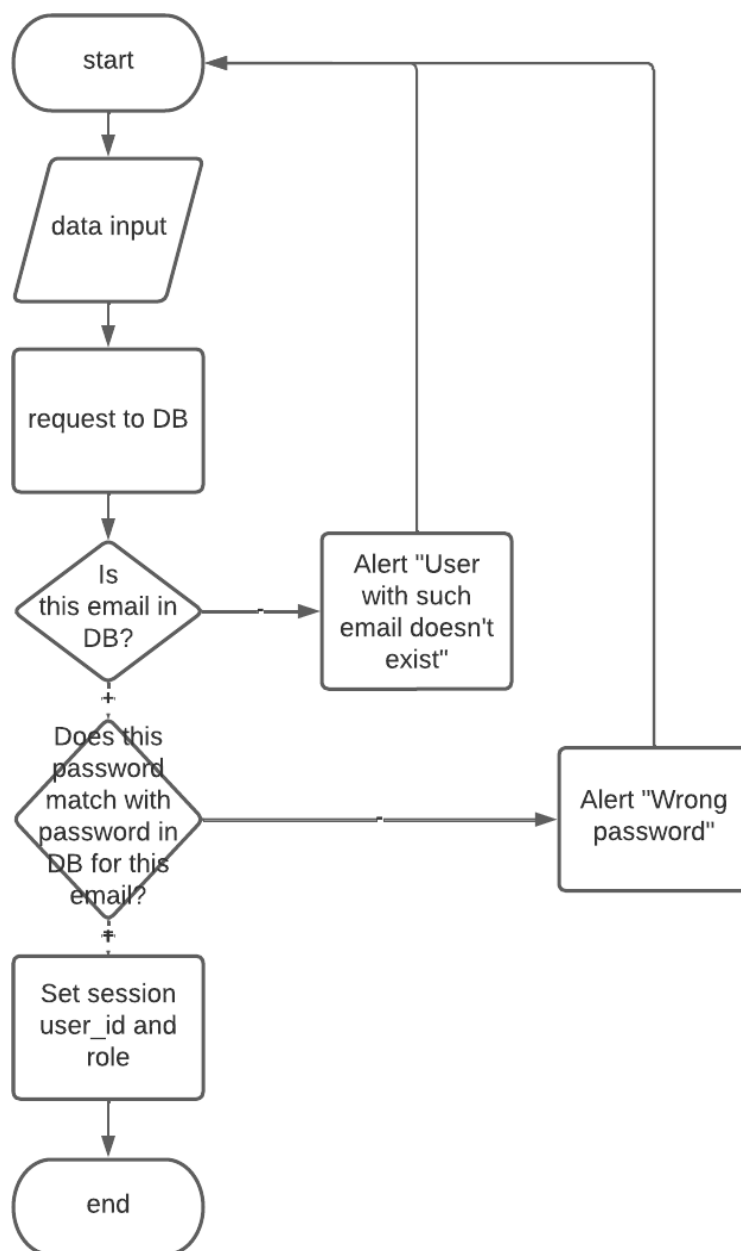 start
data input
request to DB
Is
this email in
DB?
-
Alert "User
with such
email doesn't
exist"
+
Does this
password
match with
password in
DB for this
email?
-
Alert "Wrong
password"
+
Set session
user_id and
role
end